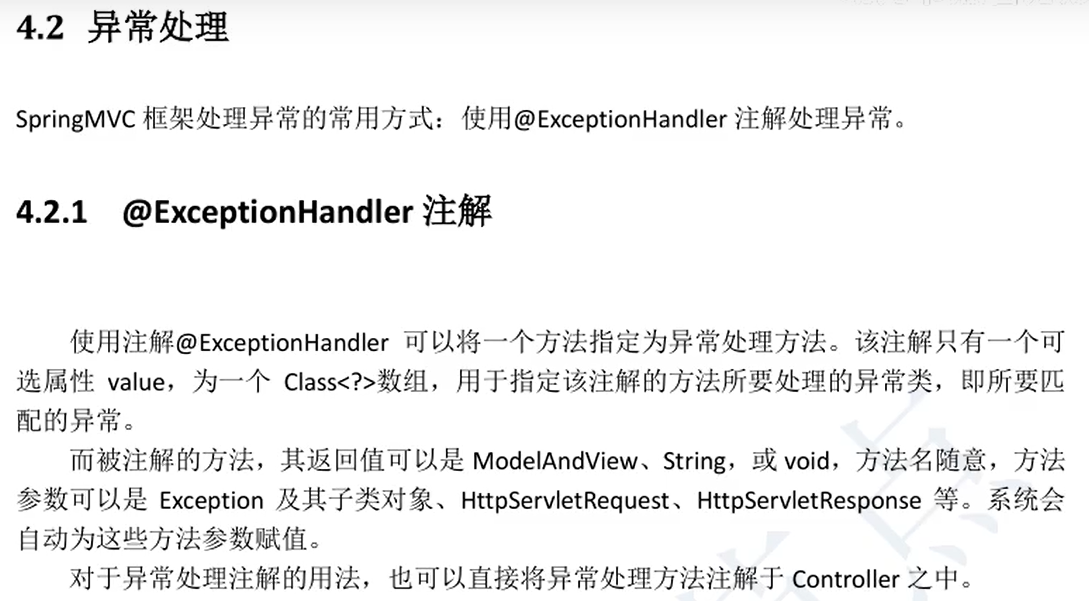 4.2 异常处理
SpringMVC 框架处理异常的常用方式：使用@ExceptionHandler 注解处理异常。
4.2.1 @ExceptionHandler 注解
使用注解@ExceptionHandler 可以将一个方法指定为异常处理方法。该注解只有一个可
选属性 value，为一个 Class<?>数组，用于指定该注解的方法所要处理的异常类，即所要匹
配的异常。
而被注解的方法，其返回值可以是 ModelAndView、String，或 void，方法名随意，方法
参数可以是 Exception 及其子类对象、HttpServletRequest、HttpServletResponse 等。系统会
自动为这些方法参数赋值。
对于异常处理注解的用法，也可以直接将异常处理方法注解于 Controller 之中。